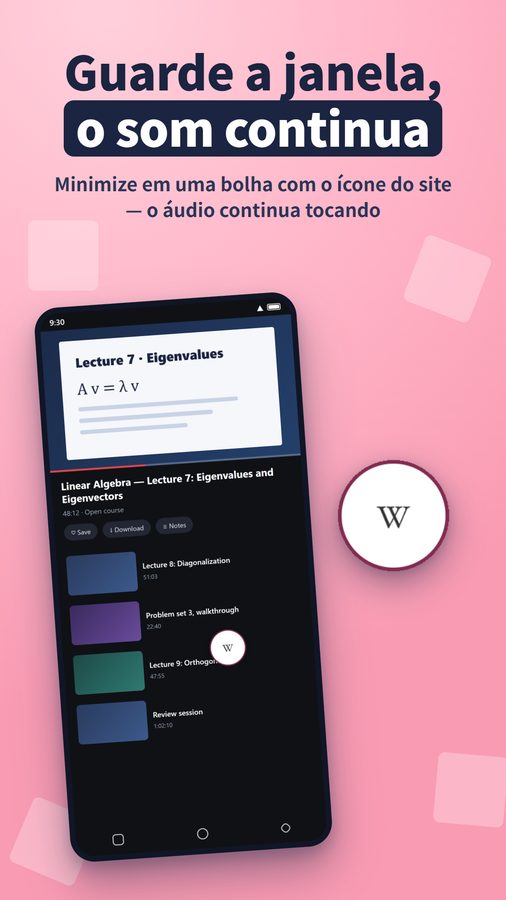 Guarde a janela,
o som continua
Minimize em uma bolha com o ícone do site
— o áudio continua tocando
9:30
Lecture 7 · Eigenvalues
A v = λ v
Linear Algebra — Lecture 7: Eigenvalues and
Eigenvectors
48:12 · Open course
♡ Save
↓ Download
≡ Notes
Lecture 8: Diagonalization
51:03
Problem set 3, walkthrough
22:40
W
Lecture 9: Orthogon
47:55
W
Review session
1:02:10